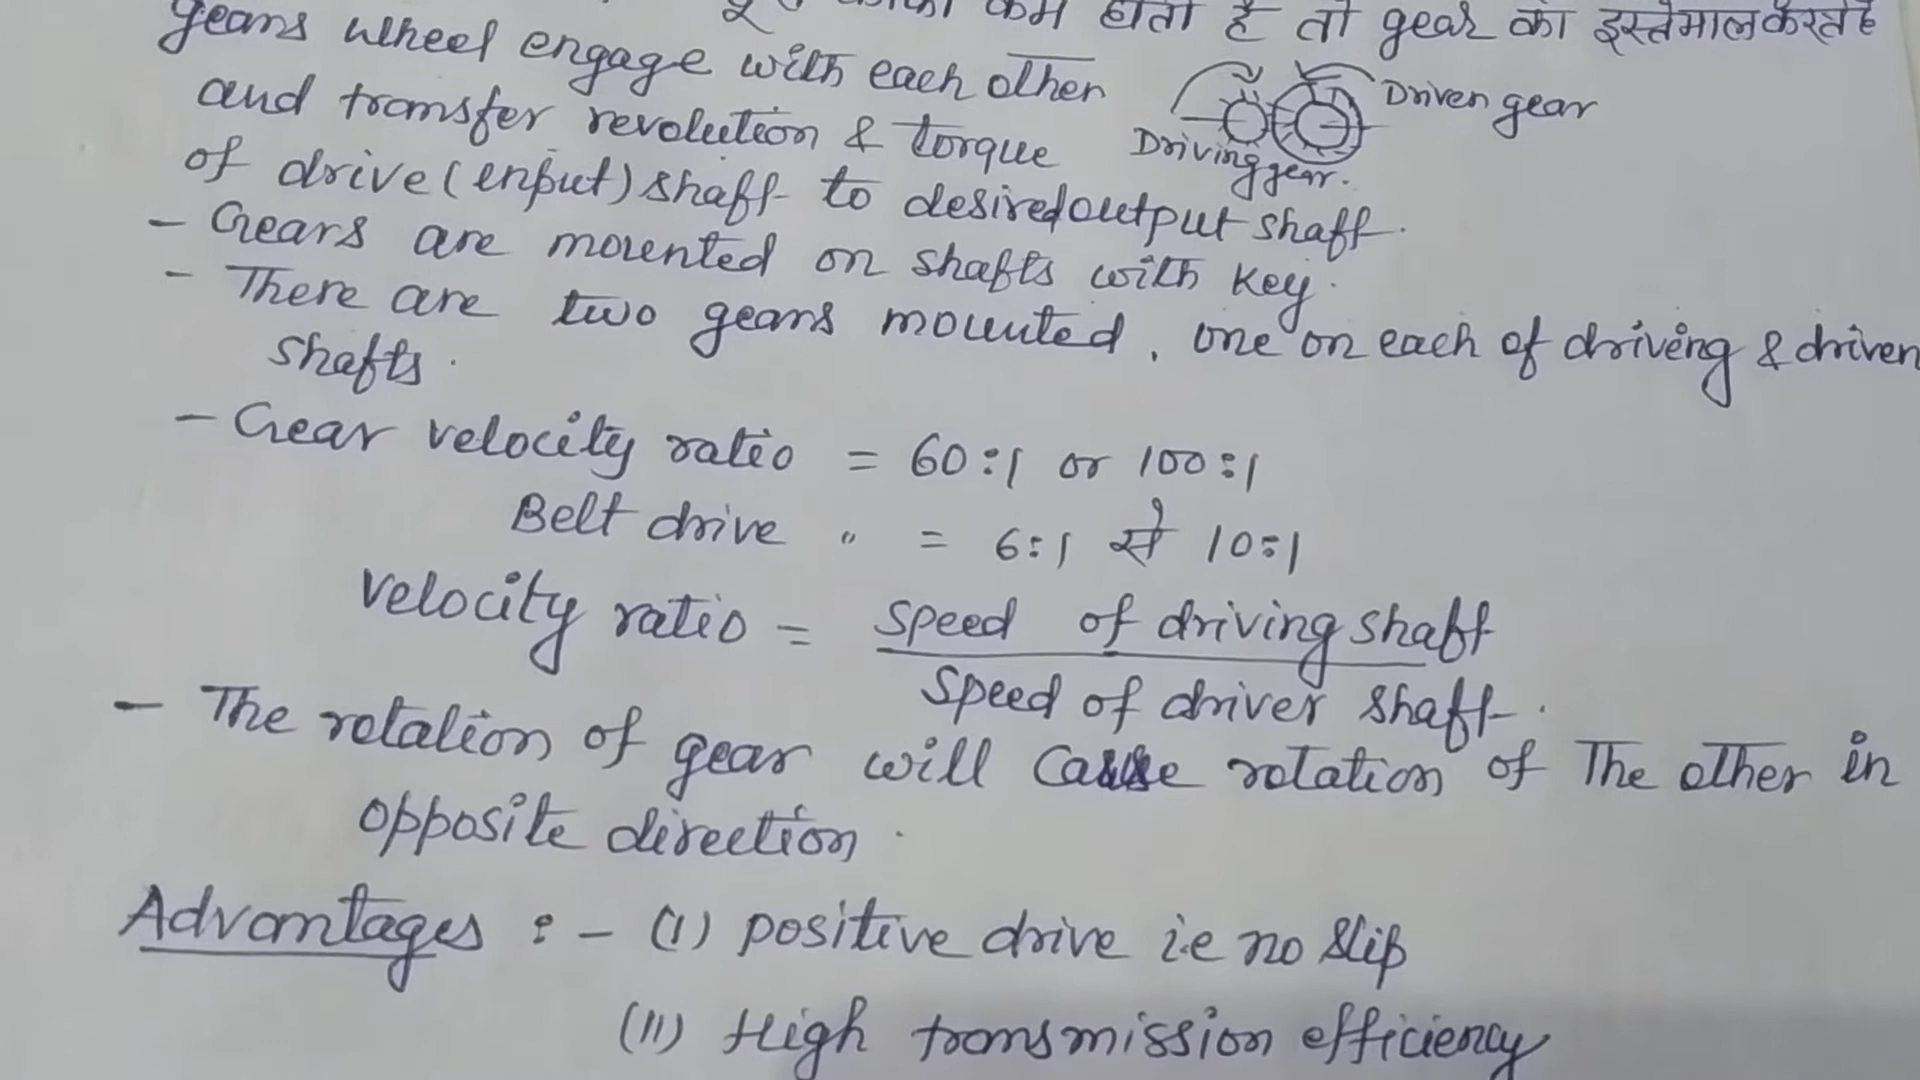 कम होता है तो gear का इस्तेमाल करते है
gears wheel engage with each other
and transfer revolution & torque
of drive (input) shaft to desired output shaft.
Driven gear
Driving gear.
- Gears are mounted on shafts with key.
- There are two gears mounted, one on each of driving & driven
shafts.
- Gear velocity ratio = 60:1 or 100:1
Belt drive " = 6:1 से 10:1
Velocity ratio = speed of driving shaft
Speed of driver shaft.
- The rotation of gear will cause rotation of the other in
opposite direction.
Advantages :- (I) positive drive i.e no slip
(II) High transmission efficiency